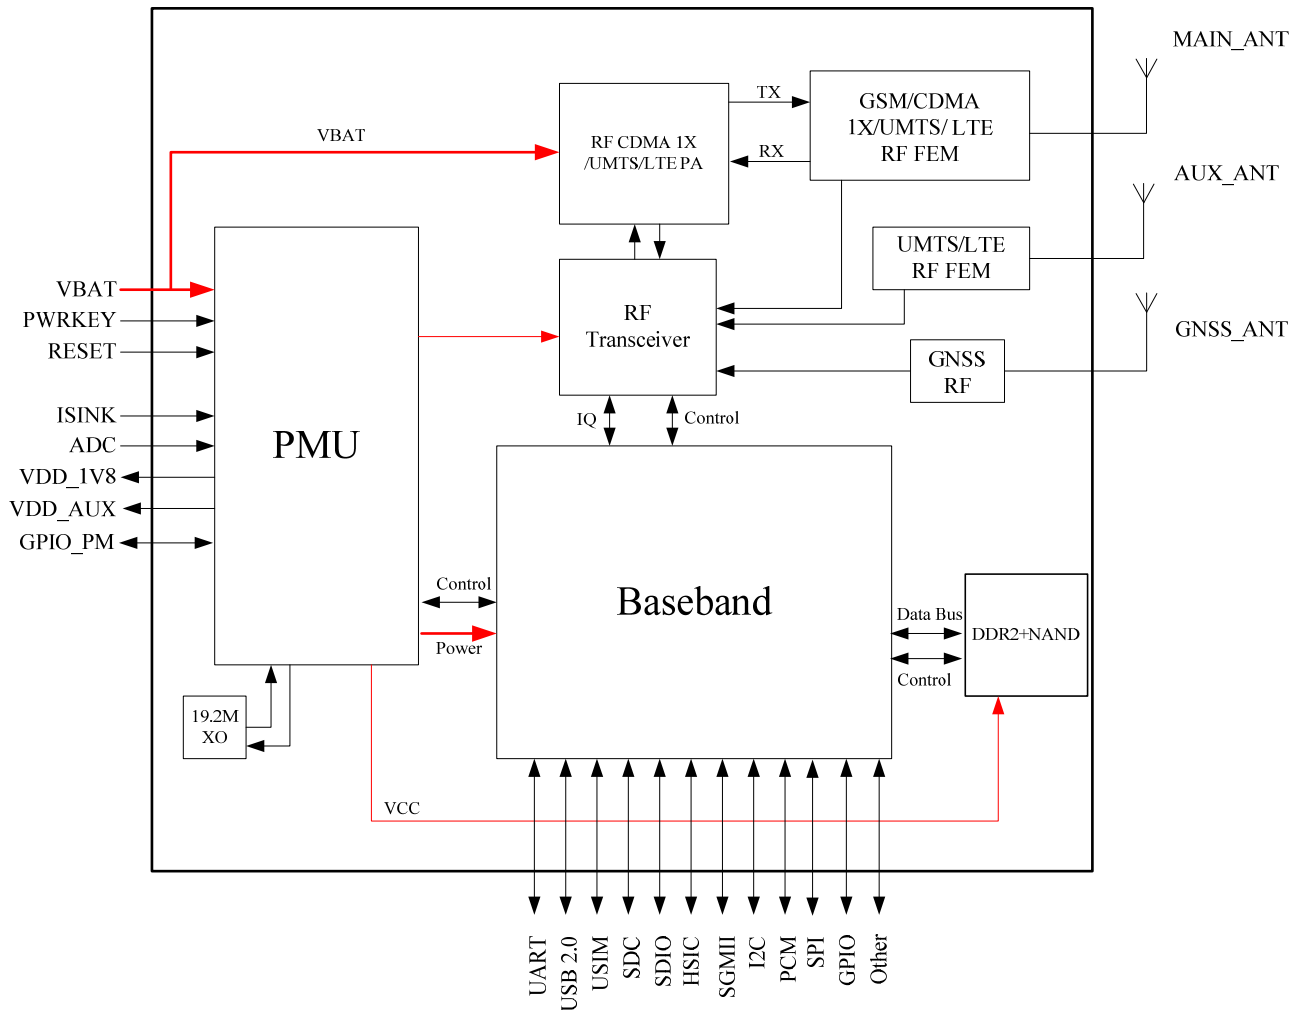 MAIN_ANT
TX
GSM/CDMA
1X/UMTS/ LTE
RF FEM
VBAT
RF CDMA 1X
/UMTS/LTE PA
RX
AUX_ANT
UMTS/LTE
RF FEM
VBAT
PWRKEY
RESET
RF
Transceiver
GNSS_ANT
GNSS
RF
ISINK
ADC
VDD_1V8
VDD_AUX
GPIO_PM
PMU
IQ
Control
Control
Power
Baseband
Data Bus
Control
DDR2+NAND
19.2M
XO
VCC
UART
USB 2.0
USIM
SDC
SDIO
HSIC
SGMII
I2C
PCM
SPI
GPIO
Other